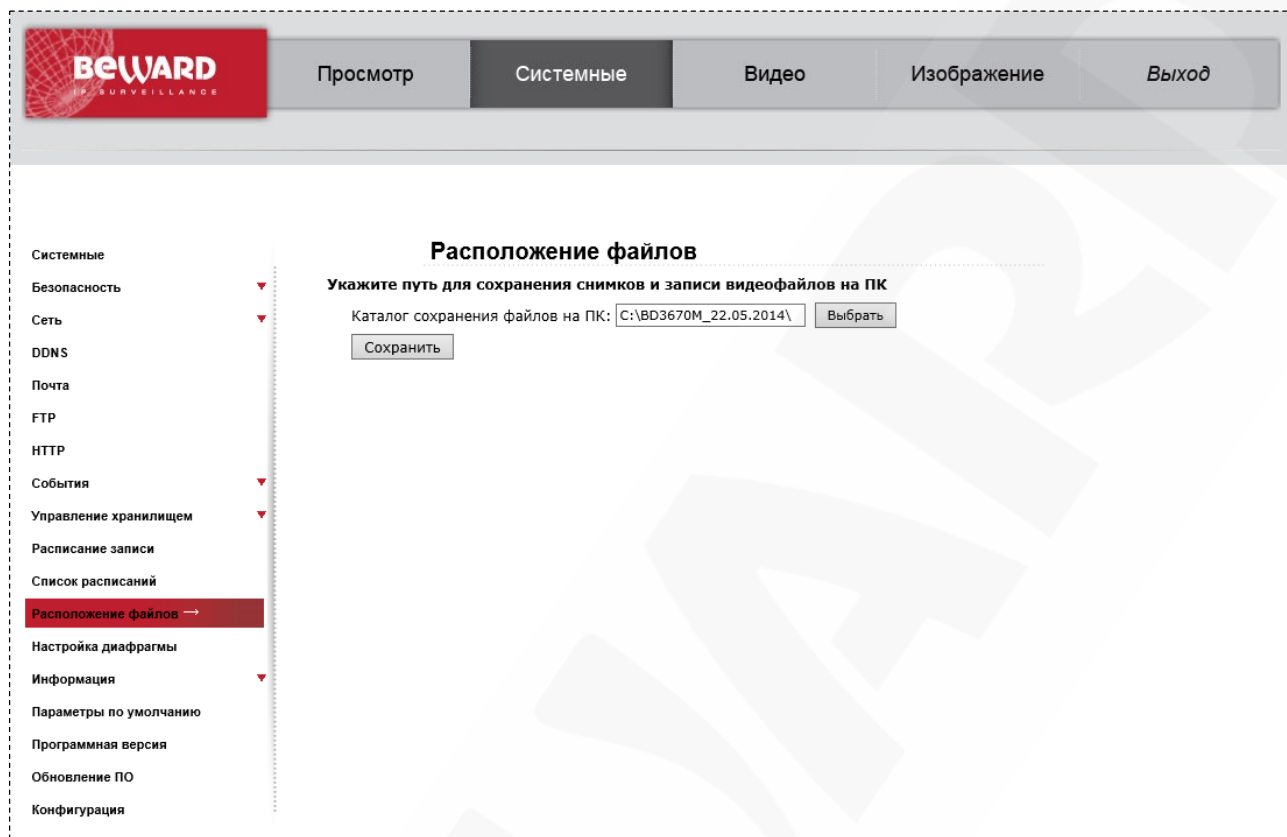 BEWARD
IP SURVEILLANCE
Просмотр Системные Видео Изображение Выход
Системные
Безопасность
Сеть
DDNS
Почта
FTP
HTTP
События
Управление хранилищем
Расписание записи
Список расписаний
Расположение файлов →
Настройка диафрагмы
Информация
Параметры по умолчанию
Программная версия
Обновление ПО
Конфигурация
Расположение файлов
Укажите путь для сохранения снимков и записи видеофайлов на ПК
Каталог сохранения файлов на ПК: C:\BD3670M_22.05.2014\ Выбрать
Сохранить